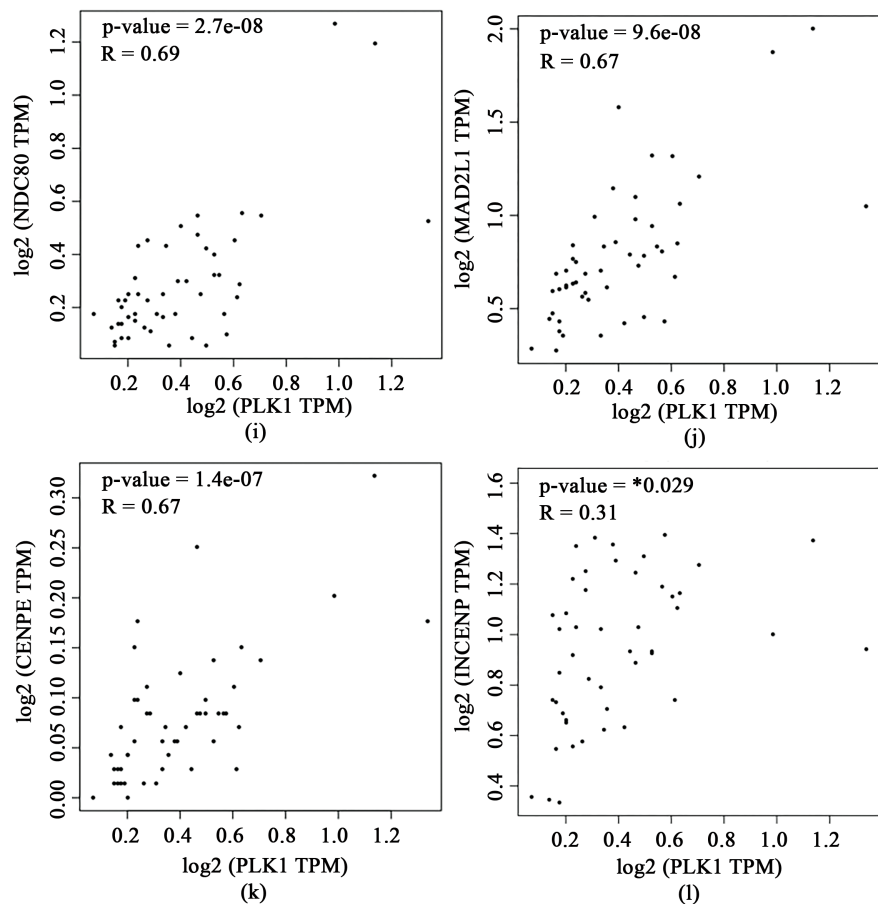 p-value = 2.7e-08
R = 0.69
log2 (NDC80 TPM)
0.2 0.4 0.6 0.8 1.0 1.2
0.2 0.4 0.6 0.8 1.0 1.2
log2 (PLK1 TPM)
(i)
p-value = 9.6e-08
R = 0.67
log2 (MAD2L1 TPM)
0.5 1.0 1.5 2.0
0.2 0.4 0.6 0.8 1.0 1.2
log2 (PLK1 TPM)
(j)
p-value = 1.4e-07
R = 0.67
log2 (CENPE TPM)
0.00 0.05 0.10 0.15 0.20 0.25 0.30
0.2 0.4 0.6 0.8 1.0 1.2
log2 (PLK1 TPM)
(k)
p-value = *0.029
R = 0.31
log2 (INCENP TPM)
0.4 0.6 0.8 1.0 1.2 1.4 1.6
0.2 0.4 0.6 0.8 1.0 1.2
log2 (PLK1 TPM)
(l)